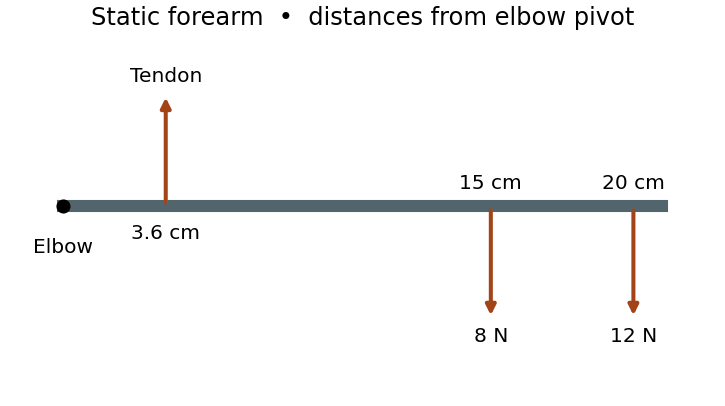 Static forearm • distances from elbow pivot
Tendon
15 cm
20 cm
3.6 cm
Elbow
8 N
12 N